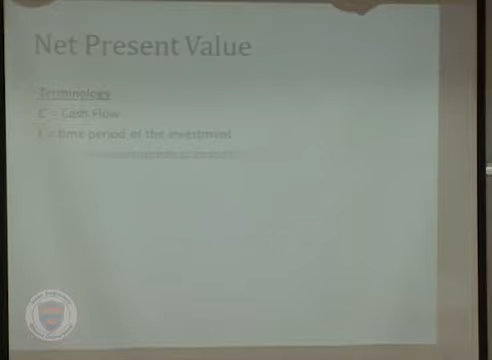 Net Present Value
Terminology
C = Cash Flow
t = time period of the investment